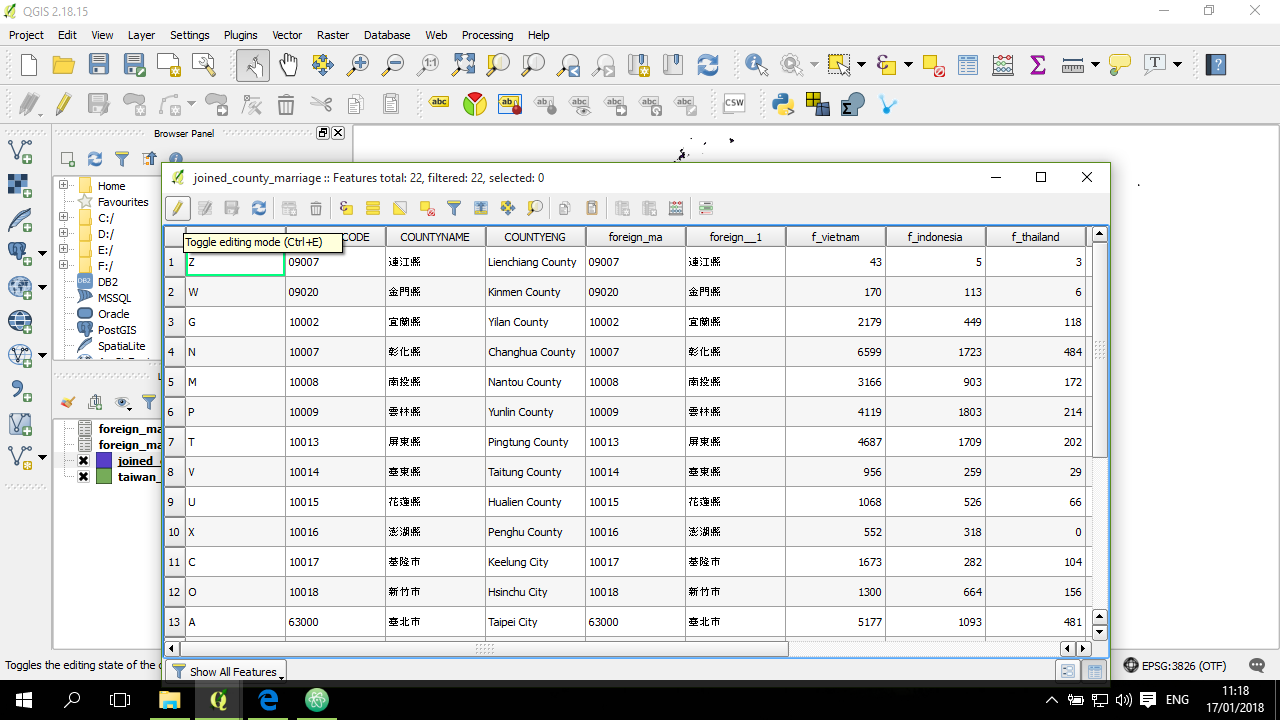 QGIS 2.18.15
Project Edit View Layer Settings Plugins Vector Raster Database Web Processing Help
Browser Panel
Home
Favourites
C:/
D:/
E:/
F:/
DB2
MSSQL
Oracle
PostGIS
SpatiaLite
foreign_ma
foreign_ma
joined_
taiwan_
joined_county_marriage :: Features total: 22, filtered: 22, selected: 0
Toggle editing mode (Ctrl+E)
CODE COUNTYNAME COUNTYENG foreign_ma foreign__1 f_vietnam f_indonesia f_thailand
1 Z 09007 連江縣 Lienchiang County 09007 連江縣 43 5 3
2 W 09020 金門縣 Kinmen County 09020 金門縣 170 113 6
3 G 10002 宜蘭縣 Yilan County 10002 宜蘭縣 2179 449 118
4 N 10007 彰化縣 Changhua County 10007 彰化縣 6599 1723 484
5 M 10008 南投縣 Nantou County 10008 南投縣 3166 903 172
6 P 10009 雲林縣 Yunlin County 10009 雲林縣 4119 1803 214
7 T 10013 屏東縣 Pingtung County 10013 屏東縣 4687 1709 202
8 V 10014 臺東縣 Taitung County 10014 臺東縣 956 259 29
9 U 10015 花蓮縣 Hualien County 10015 花蓮縣 1068 526 66
10 X 10016 澎湖縣 Penghu County 10016 澎湖縣 552 318 0
11 C 10017 基隆市 Keelung City 10017 基隆市 1673 282 104
12 O 10018 新竹市 Hsinchu City 10018 新竹市 1300 664 156
13 A 63000 臺北市 Taipei City 63000 臺北市 5177 1093 481
Show All Features
Toggles the editing state of the
EPSG:3826 (OTF)
ENG
11:18
17/01/2018
abc
CSW